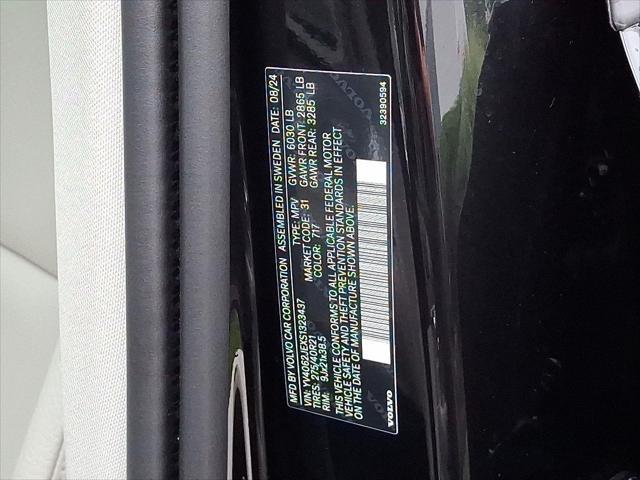 MFD BY VOLVO CAR CORPORATION ASSEMBLED IN SWEDEN DATE: 08/24
VIN: YV4062JEXS1323437 TYPE: MPV GVWR: 6030 LB
TIRES: 275/40R21 MARKET CODE: 31 GAWR FRONT: 2865 LB
RIM: 9Jx21x38.5 COLOR: 717 GAWR REAR: 3285 LB
THIS VEHICLE CONFORMS TO ALL APPLICABLE FEDERAL MOTOR
VEHICLE SAFETY AND THEFT PREVENTION STANDARDS IN EFFECT
ON THE DATE OF MANUFACTURE SHOWN ABOVE.
VOLVO 32390594